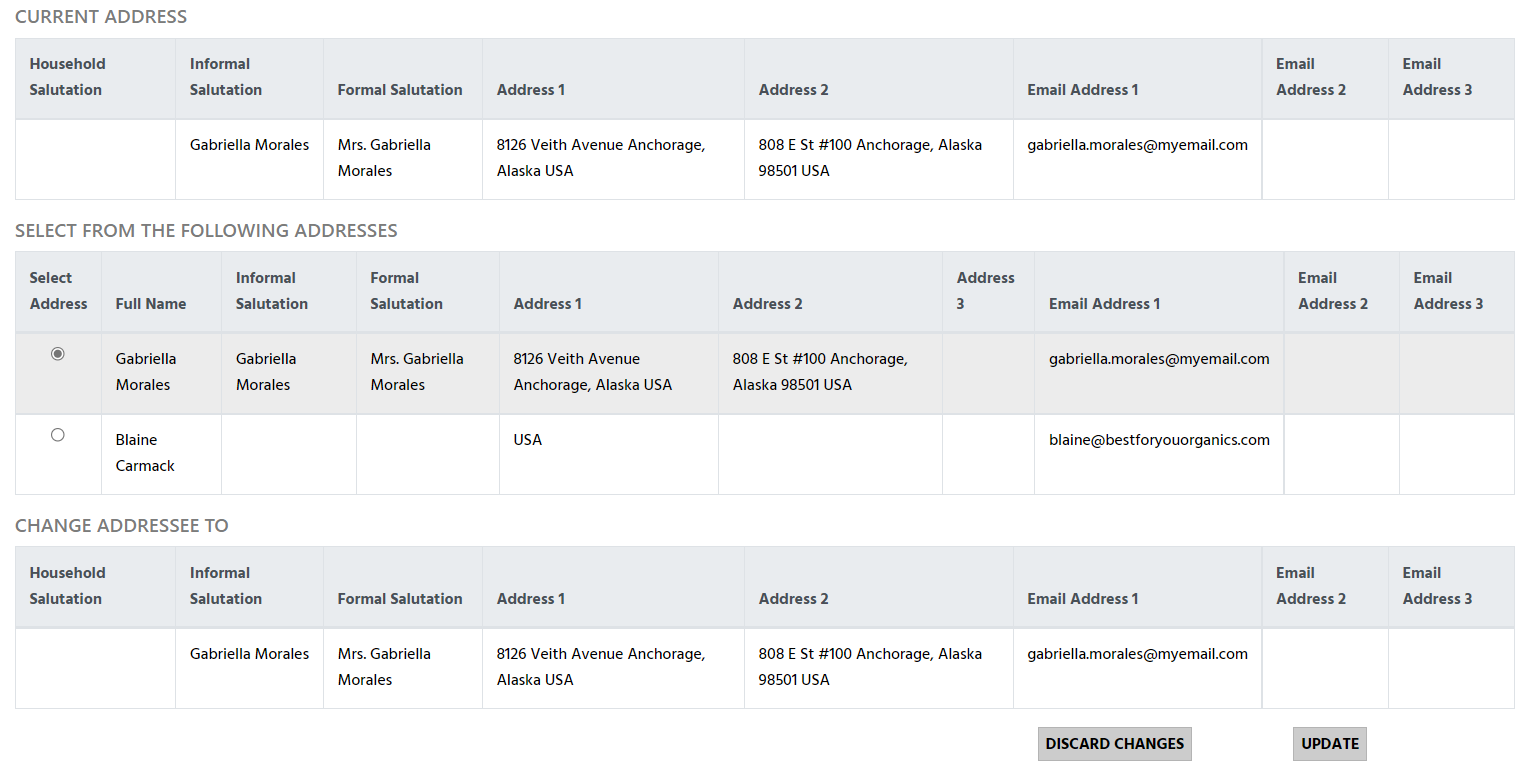 CURRENT ADDRESS
Household Salutation Informal Salutation Formal Salutation Address 1 Address 2 Email Address 1 Email Address 2 Email Address 3
Gabriella Morales Mrs. Gabriella Morales 8126 Veith Avenue Anchorage, Alaska USA 808 E St #100 Anchorage, Alaska 98501 USA gabriella.morales@myemail.com
SELECT FROM THE FOLLOWING ADDRESSES
Select Address Full Name Informal Salutation Formal Salutation Address 1 Address 2 Address 3 Email Address 1 Email Address 2 Email Address 3
Gabriella Morales Gabriella Morales Mrs. Gabriella Morales 8126 Veith Avenue Anchorage, Alaska USA 808 E St #100 Anchorage, Alaska 98501 USA gabriella.morales@myemail.com
Blaine Carmack USA blaine@bestforyouorganics.com
CHANGE ADDRESSEE TO
Household Salutation Informal Salutation Formal Salutation Address 1 Address 2 Email Address 1 Email Address 2 Email Address 3
Gabriella Morales Mrs. Gabriella Morales 8126 Veith Avenue Anchorage, Alaska USA 808 E St #100 Anchorage, Alaska 98501 USA gabriella.morales@myemail.com
DISCARD CHANGES UPDATE